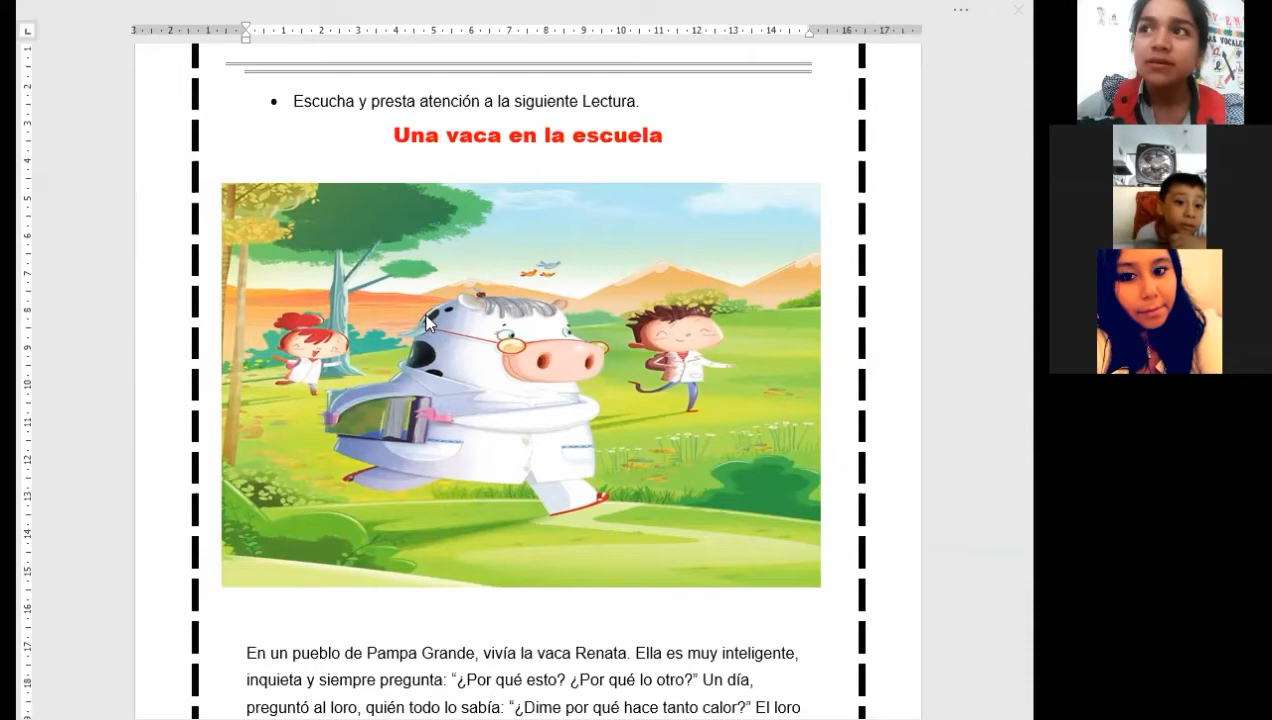 Escucha y presta atención a la siguiente Lectura.
Una vaca en la escuela
En un pueblo de Pampa Grande, vivía la vaca Renata. Ella es muy inteligente,
inquieta y siempre pregunta: “¿Por qué esto? ¿Por qué lo otro?” Un día,
preguntó al loro, quién todo lo sabía: “¿Dime por qué hace tanto calor?” El loro